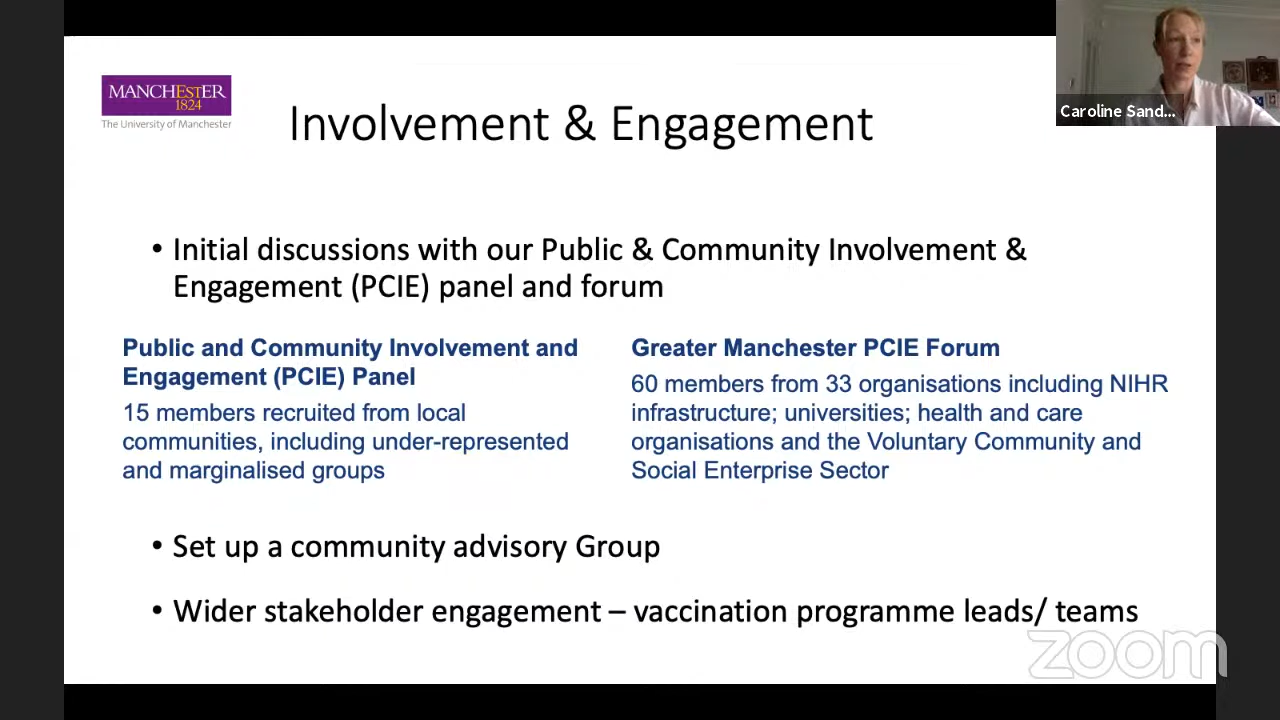 MANCHESTER
1824
The University of Manchester
Involvement & Engagement
Caroline Sand...
• Initial discussions with our Public & Community Involvement &
Engagement (PCIE) panel and forum
Public and Community Involvement and
Engagement (PCIE) Panel
15 members recruited from local
communities, including under-represented
and marginalised groups
Greater Manchester PCIE Forum
60 members from 33 organisations including NIHR
infrastructure; universities; health and care
organisations and the Voluntary Community and
Social Enterprise Sector
• Set up a community advisory Group
• Wider stakeholder engagement – vaccination programme leads/ teams
zoom